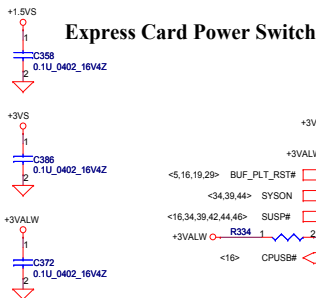 +1.5VS
Express Card Power Switch
1
C358
0.1U_0402_16V4Z
2
+3VS
1
C386
0.1U_0402_16V4Z
2
+3V
+3VALW
<5,16,19,29> BUF_PLT_RST#
<34,39,44> SYSON
<16,34,39,42,44,46> SUSP#
+3VALW
R334 1 2
<16> CPUSB#
+3VALW
1
C372
0.1U_0402_16V4Z
2